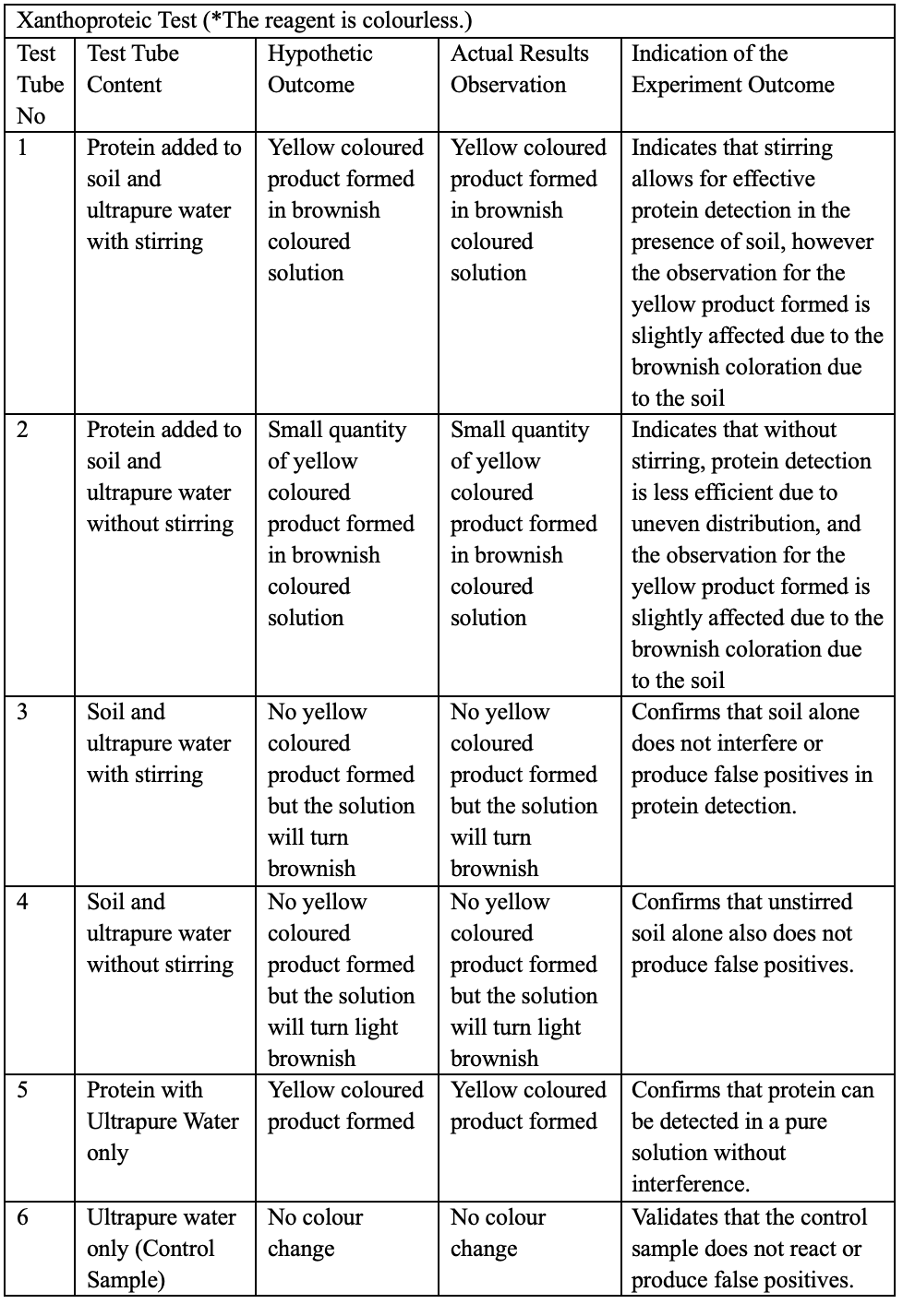 Xanthoproteic Test (*The reagent is colourless.)
Test Tube No
Test Tube Content
Hypothetic Outcome
Actual Results Observation
Indication of the Experiment Outcome
1
Protein added to
soil and
ultrapure water
with stirring
Yellow coloured
product formed
in brownish
coloured
solution
Yellow coloured
product formed
in brownish
coloured
solution
Indicates that stirring
allows for effective
protein detection in the
presence of soil, however
the observation for the
yellow product formed is
slightly affected due to the
brownish coloration due
to the soil
2
Protein added to
soil and
ultrapure water
without stirring
Small quantity
of yellow
coloured
product formed
in brownish
coloured
solution
Small quantity
of yellow
coloured
product formed
in brownish
coloured
solution
Indicates that without
stirring, protein detection
is less efficient due to
uneven distribution, and
the observation for the
yellow product formed is
slightly affected due to the
brownish coloration due
to the soil
3
Soil and
ultrapure water
with stirring
No yellow
coloured
product formed
but the solution
will turn
brownish
No yellow
coloured
product formed
but the solution
will turn
brownish
Confirms that soil alone
does not interfere or
produce false positives in
protein detection.
4
Soil and
ultrapure water
without stirring
No yellow
coloured
product formed
but the solution
will turn light
brownish
No yellow
coloured
product formed
but the solution
will turn light
brownish
Confirms that unstirred
soil alone also does not
produce false positives.
5
Protein with
Ultrapure Water
only
Yellow coloured
product formed
Yellow coloured
product formed
Confirms that protein can
be detected in a pure
solution without
interference.
6
Ultrapure water
only (Control
Sample)
No colour
change
No colour
change
Validates that the control
sample does not react or
produce false positives.